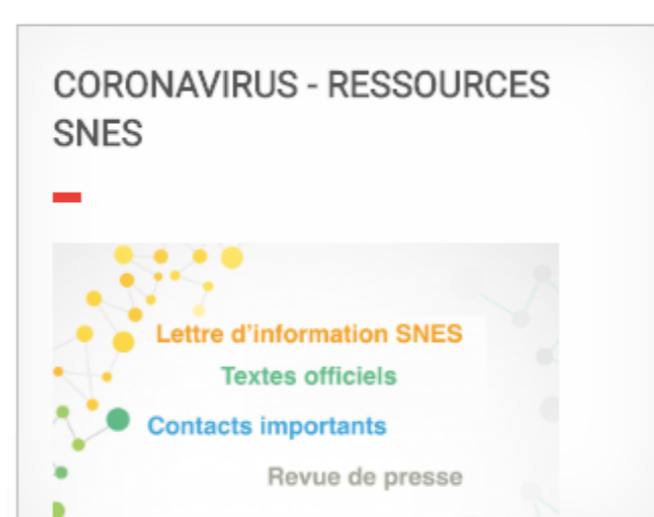 CORONAVIRUS - RESSOURCES
SNES
Lettre d'information SNES
Textes officiels
Contacts importants
Revue de presse